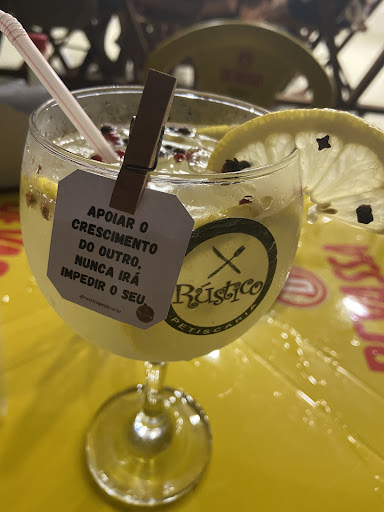 APOIAR O
CRESCIMENTO
DO OUTRO,
NUNCA IRÁ
IMPEDIR O SEU
Rústico
PETISCARIA